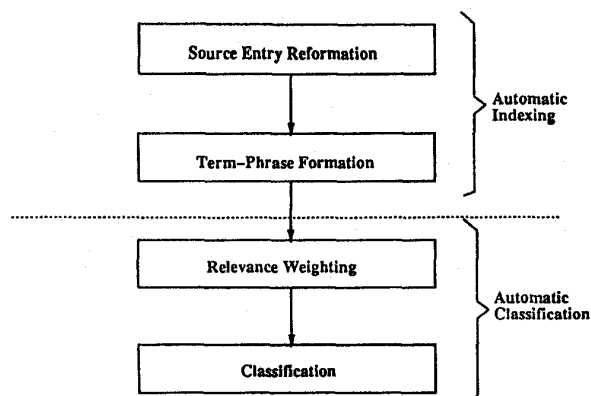 Source Entry Reformation
Automatic
Indexing
Term-Phrase Formation
Relevance Weighting
Automatic
Classification
Classification